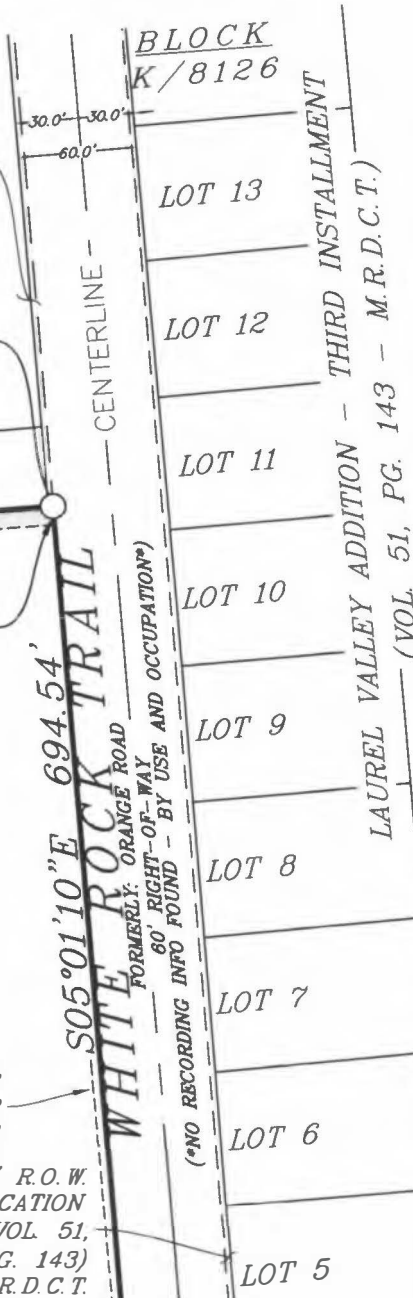 BLOCK
K/8126
30.0' 30.0'
60.0'
CENTERLINE
LOT 13
LOT 12
LOT 11
LOT 10
LOT 9
LOT 8
LOT 7
LOT 6
LOT 5
LAUREL VALLEY ADDITION - THIRD INSTALLMENT
(VOL. 51, PG. 143 - M.R.D.C.T.)
S05°01'10"E 694.54'
WHITE ROCK TRAIL
FORMERLY: ORANGE ROAD
60' RIGHT-OF-WAY
(*NO RECORDING INFO FOUND - BY USE AND OCCUPATION*)
R.O.W.
VOL. 51,
G. 143)
R.D.C.T.